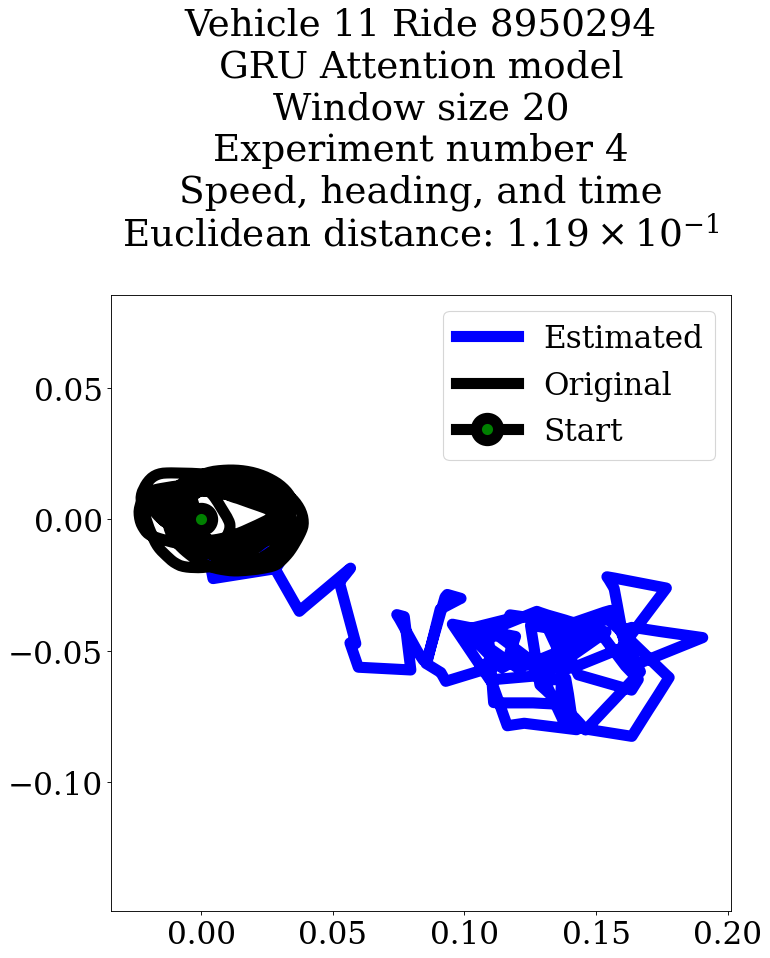 Vehicle 11 Ride 8950294
GRU Attention model
Window size 20
Experiment number 4
Speed, heading, and time
Euclidean distance: 1.19 × 10⁻¹
Estimated
Original
Start
0.05
0.00
−0.05
−0.10
0.00 0.05 0.10 0.15 0.20